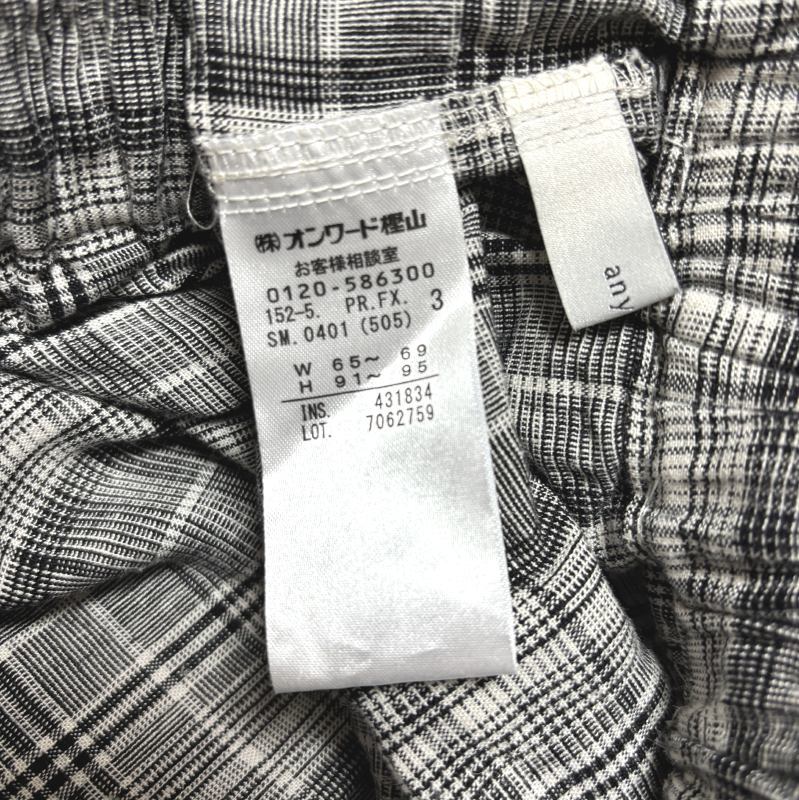 ㈱オンワード樫山
お客様相談室
0120-586300
152-5. PR.FX. 3
SM. 0401 (505)
W 65～ 69
H 91～ 95
INS. 431834
LOT. 7062759
any